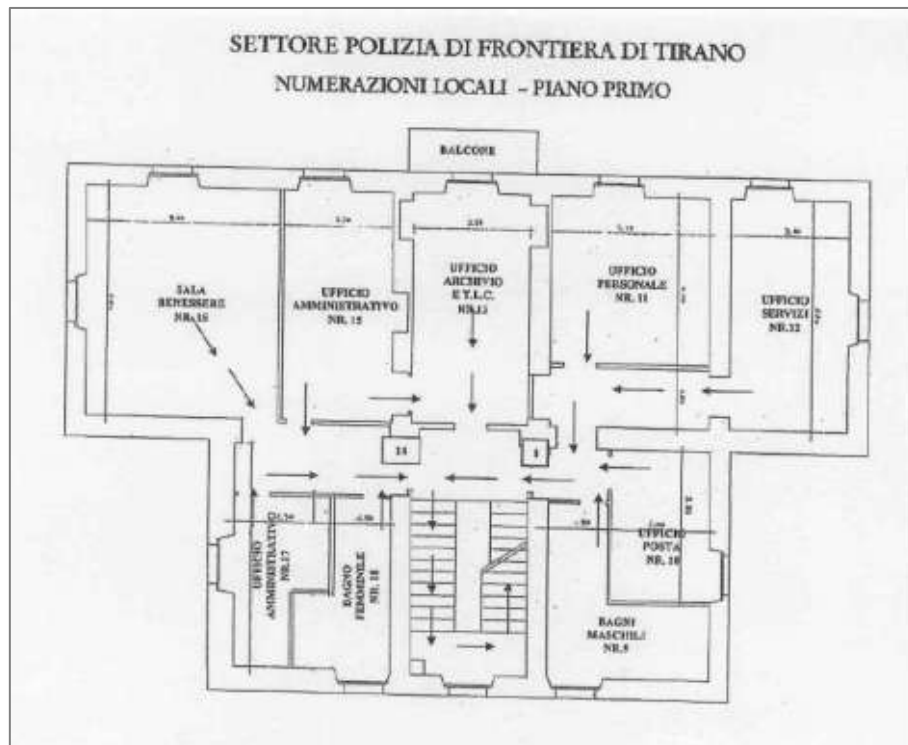 SETTORE POLIZIA DI FRONTIERA DI TIRANO
NUMERAZIONI LOCALI – PIANO PRIMO
BALCONE
SALA
BENESSERE
NR. 16
UFFICIO
AMMINISTRATIVO
NR. 15
UFFICIO
ARCHIVIO
E T.L.C.
NR.13
UFFICIO
PERSONALE
NR. 11
UFFICIO
SERVIZI
NR.12
14
UFFICIO
AMMINISTRATIVO
NR.17
BAGNO
FEMMINILE
NR. 18
UFFICIO
POSTA
NR. 10
BAGNI
MASCHILI
NR.9